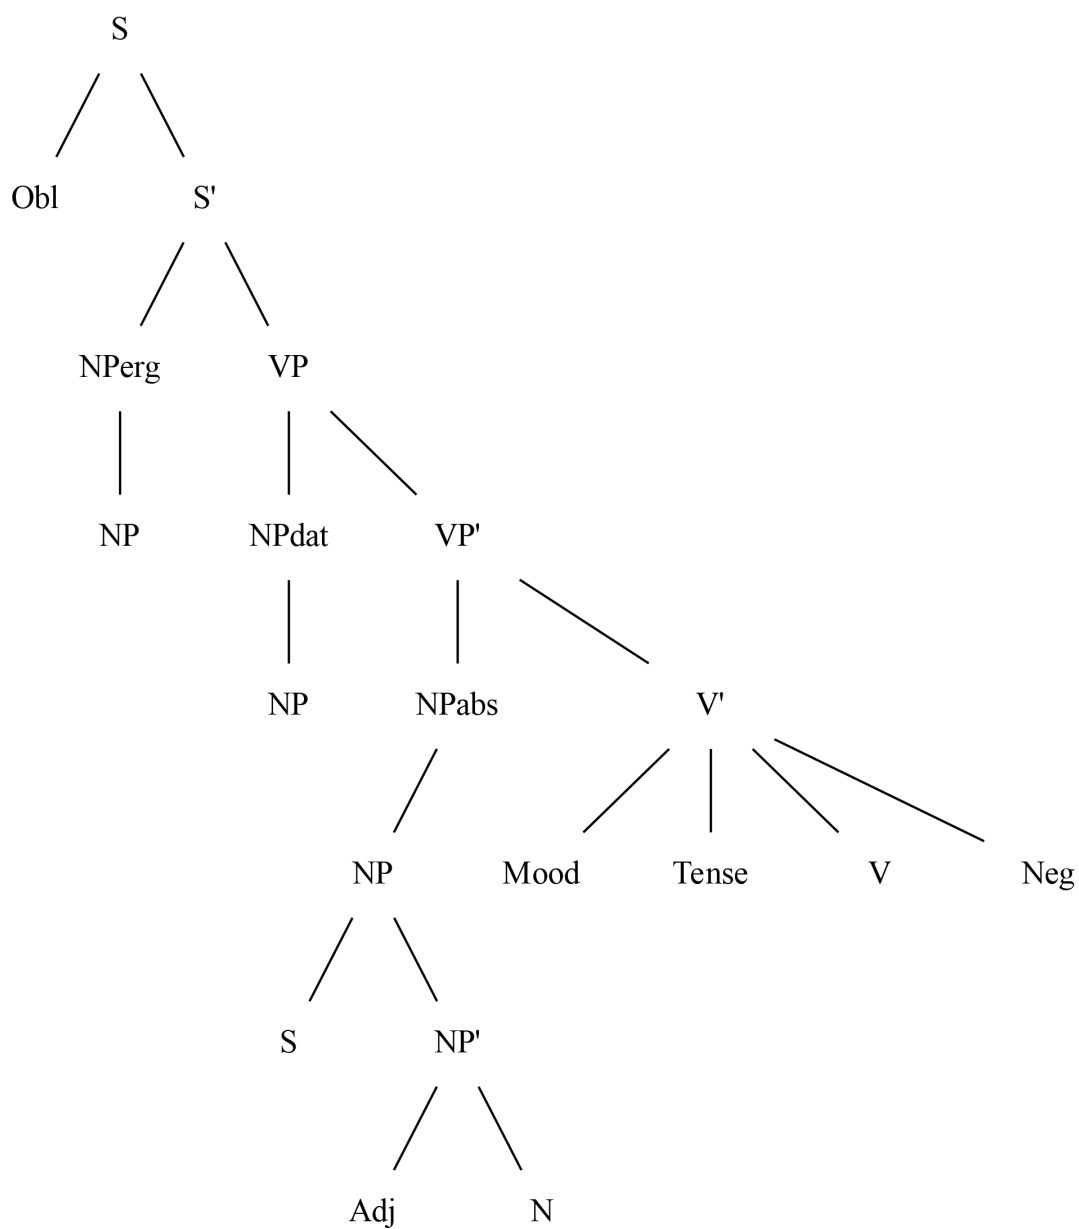 S
Obl S'
NPerg VP
NP NPdat VP'
NP NPabs V'
NP Mood Tense V Neg
S NP'
Adj N